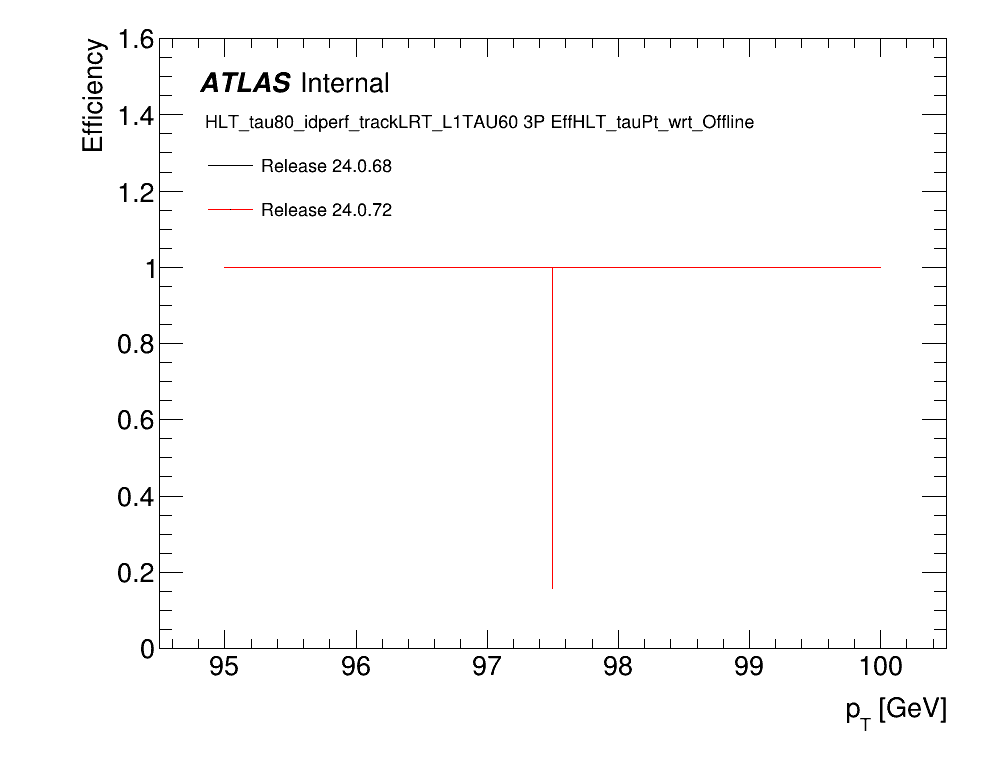 1.6
1.4
1.2
1
0.8
0.6
0.4
0.2
0
Efficiency
ATLAS Internal
HLT_tau80_idperf_trackLRT_L1TAU60 3P EffHLT_tauPt_wrt_Offline
Release 24.0.68
Release 24.0.72
95 96 97 98 99 100
p_T [GeV]